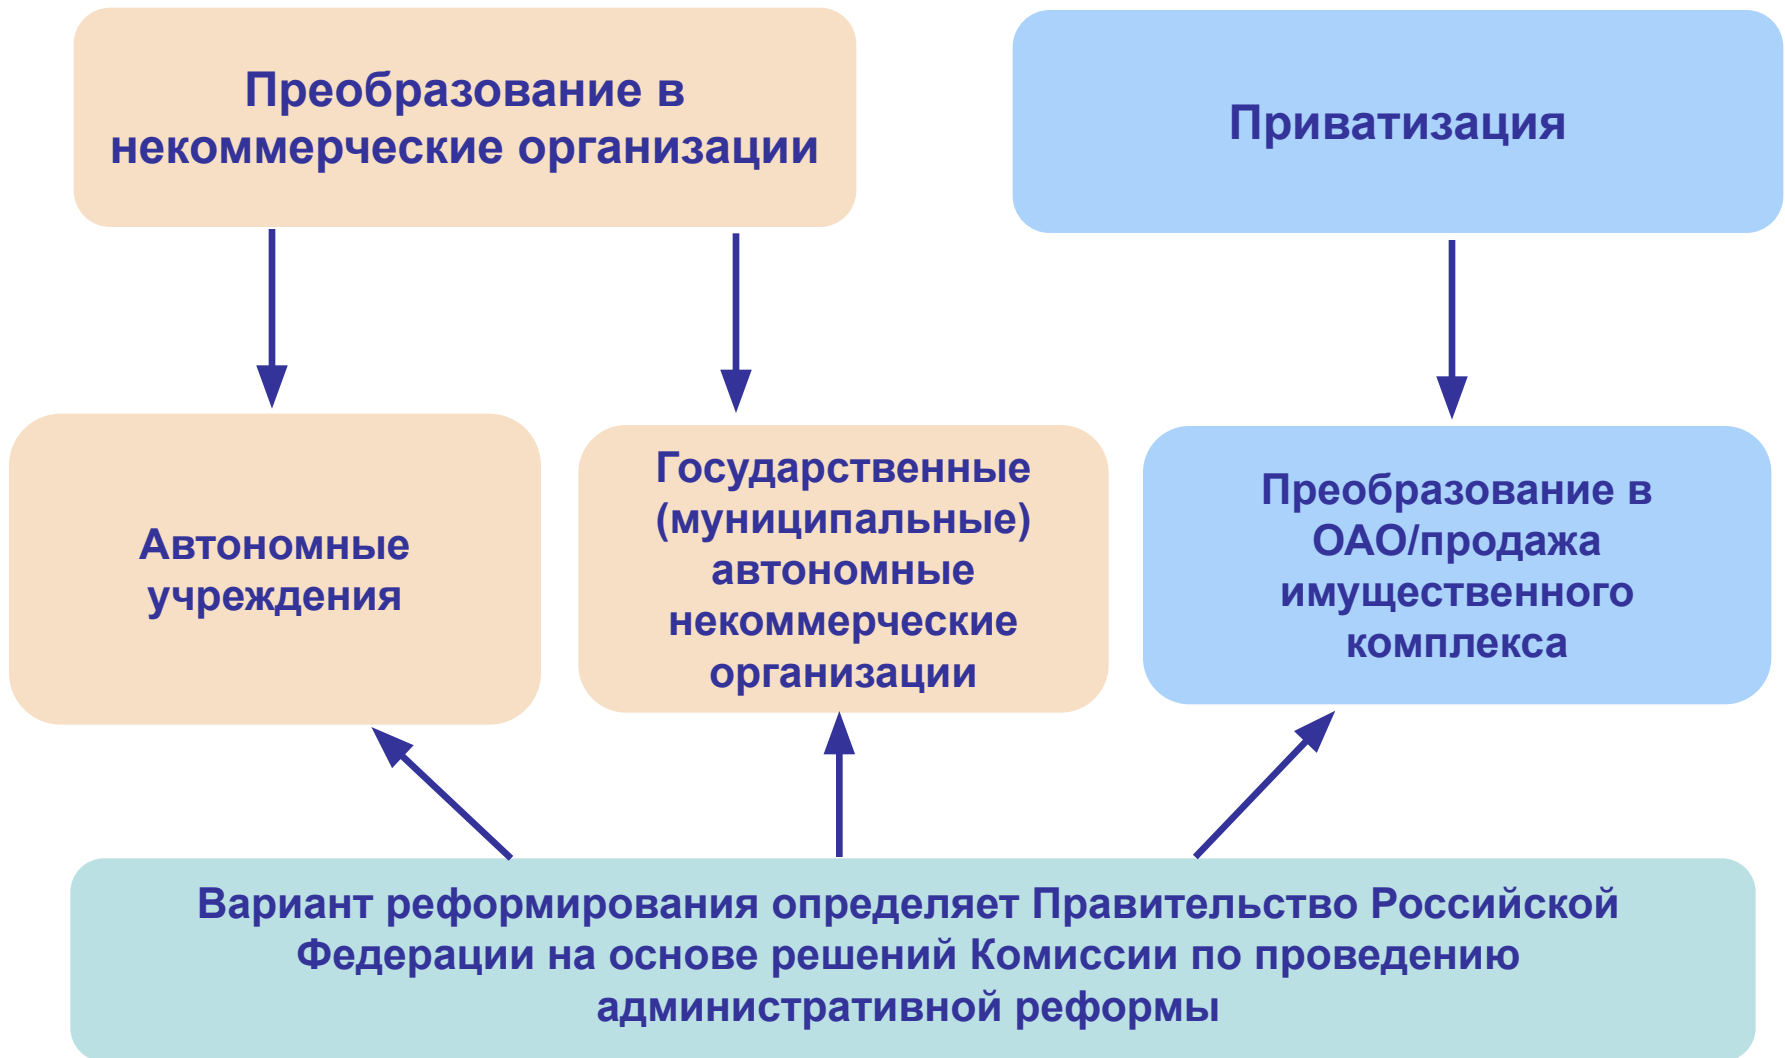 Преобразование в
некоммерческие организации
Приватизация
Автономные
учреждения
Государственные
(муниципальные)
автономные
некоммерческие
организации
Преобразование в
ОАО/продажа
имущественного
комплекса
Вариант реформирования определяет Правительство Российской
Федерации на основе решений Комиссии по проведению
административной реформы